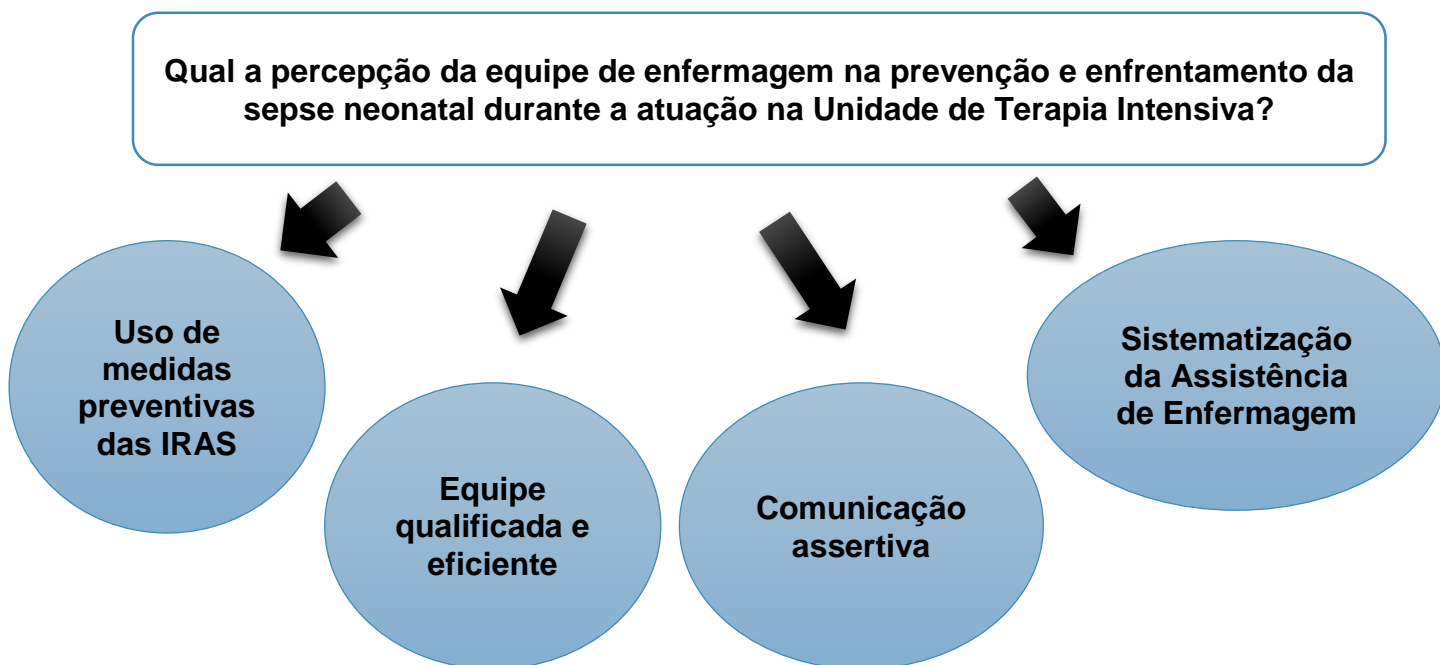 Qual a percepção da equipe de enfermagem na prevenção e enfrentamento da
sepse neonatal durante a atuação na Unidade de Terapia Intensiva?
Uso de
medidas
preventivas
das IRAS
Equipe
qualificada e
eficiente
Comunicação
assertiva
Sistematização
da Assistência
de Enfermagem